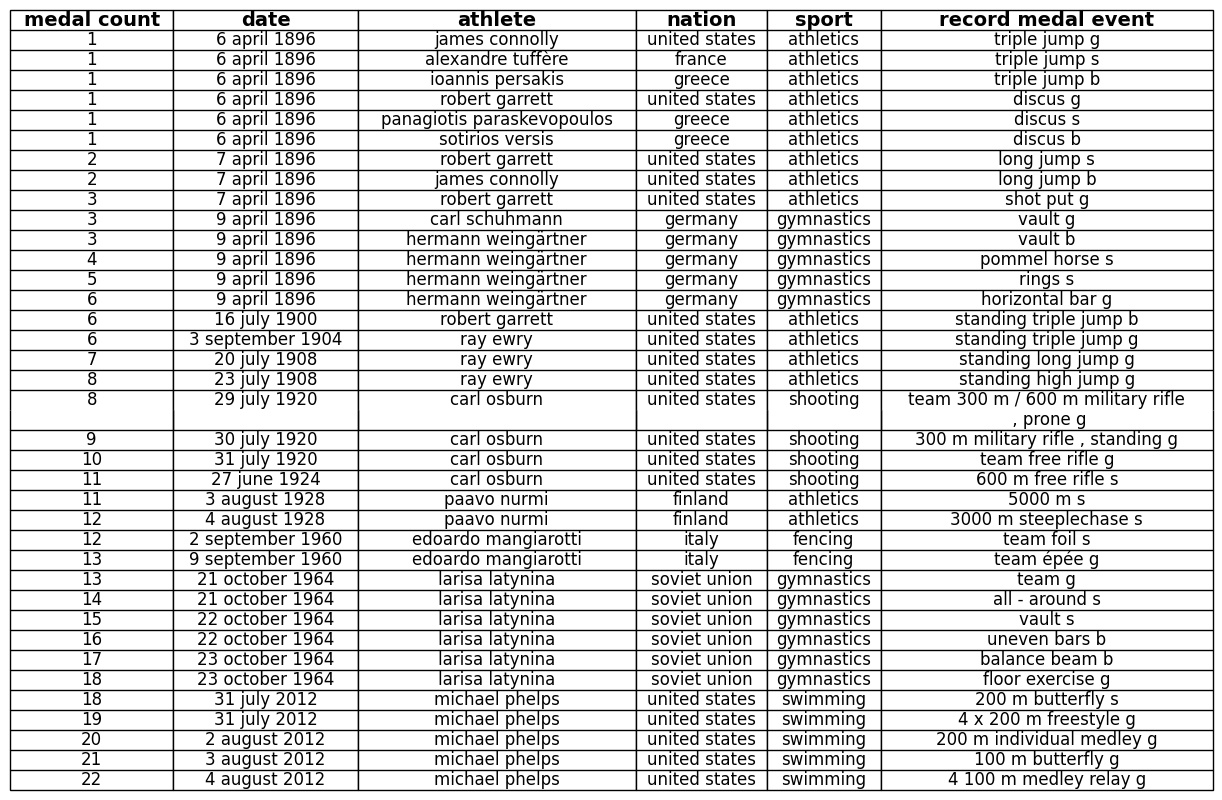 medal count date athlete nation sport record medal event
1 6 april 1896 james connolly united states athletics triple jump g
1 6 april 1896 alexandre tuffère france athletics triple jump s
1 6 april 1896 ioannis persakis greece athletics triple jump b
1 6 april 1896 robert garrett united states athletics discus g
1 6 april 1896 panagiotis paraskevopoulos greece athletics discus s
1 6 april 1896 sotirios versis greece athletics discus b
2 7 april 1896 robert garrett united states athletics long jump s
2 7 april 1896 james connolly united states athletics long jump b
3 7 april 1896 robert garrett united states athletics shot put g
3 9 april 1896 carl schuhmann germany gymnastics vault g
3 9 april 1896 hermann weingärtner germany gymnastics vault b
4 9 april 1896 hermann weingärtner germany gymnastics pommel horse s
5 9 april 1896 hermann weingärtner germany gymnastics rings s
6 9 april 1896 hermann weingärtner germany gymnastics horizontal bar g
6 16 july 1900 robert garrett united states athletics standing triple jump b
6 3 september 1904 ray ewry united states athletics standing triple jump g
7 20 july 1908 ray ewry united states athletics standing long jump g
8 23 july 1908 ray ewry united states athletics standing high jump g
8 29 july 1920 carl osburn united states shooting team 300 m / 600 m military rifle
, prone g
9 30 july 1920 carl osburn united states shooting 300 m military rifle , standing g
10 31 july 1920 carl osburn united states shooting team free rifle g
11 27 june 1924 carl osburn united states shooting 600 m free rifle s
11 3 august 1928 paavo nurmi finland athletics 5000 m s
12 4 august 1928 paavo nurmi finland athletics 3000 m steeplechase s
12 2 september 1960 edoardo mangiarotti italy fencing team foil s
13 9 september 1960 edoardo mangiarotti italy fencing team épée g
13 21 october 1964 larisa latynina soviet union gymnastics team g
14 21 october 1964 larisa latynina soviet union gymnastics all - around s
15 22 october 1964 larisa latynina soviet union gymnastics vault s
16 22 october 1964 larisa latynina soviet union gymnastics uneven bars b
17 23 october 1964 larisa latynina soviet union gymnastics balance beam b
18 23 october 1964 larisa latynina soviet union gymnastics floor exercise g
18 31 july 2012 michael phelps united states swimming 200 m butterfly s
19 31 july 2012 michael phelps united states swimming 4 x 200 m freestyle g
20 2 august 2012 michael phelps united states swimming 200 m individual medley g
21 3 august 2012 michael phelps united states swimming 100 m butterfly g
22 4 august 2012 michael phelps united states swimming 4 100 m medley relay g